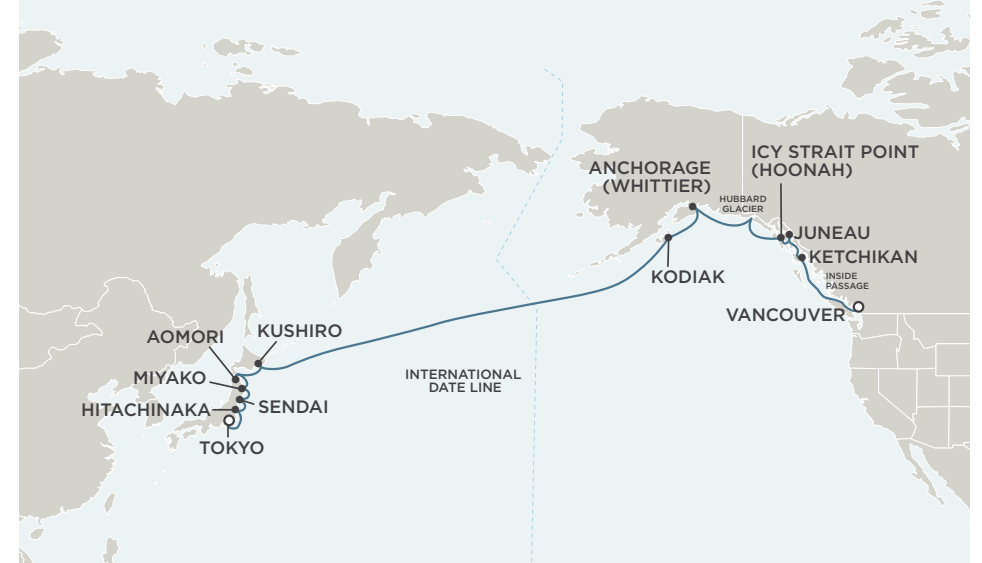 ICY STRAIT POINT
(HOONAH)
ANCHORAGE
(WHITTIER)
HUBBARD
GLACIER
JUNEAU
KETCHIKAN
KODIAK
INSIDE
PASSAGE
VANCOUVER
AOMORI
KUSHIRO
MIYAKO
INTERNATIONAL
DATE LINE
HITACHINAKA
SENDAI
TOKYO